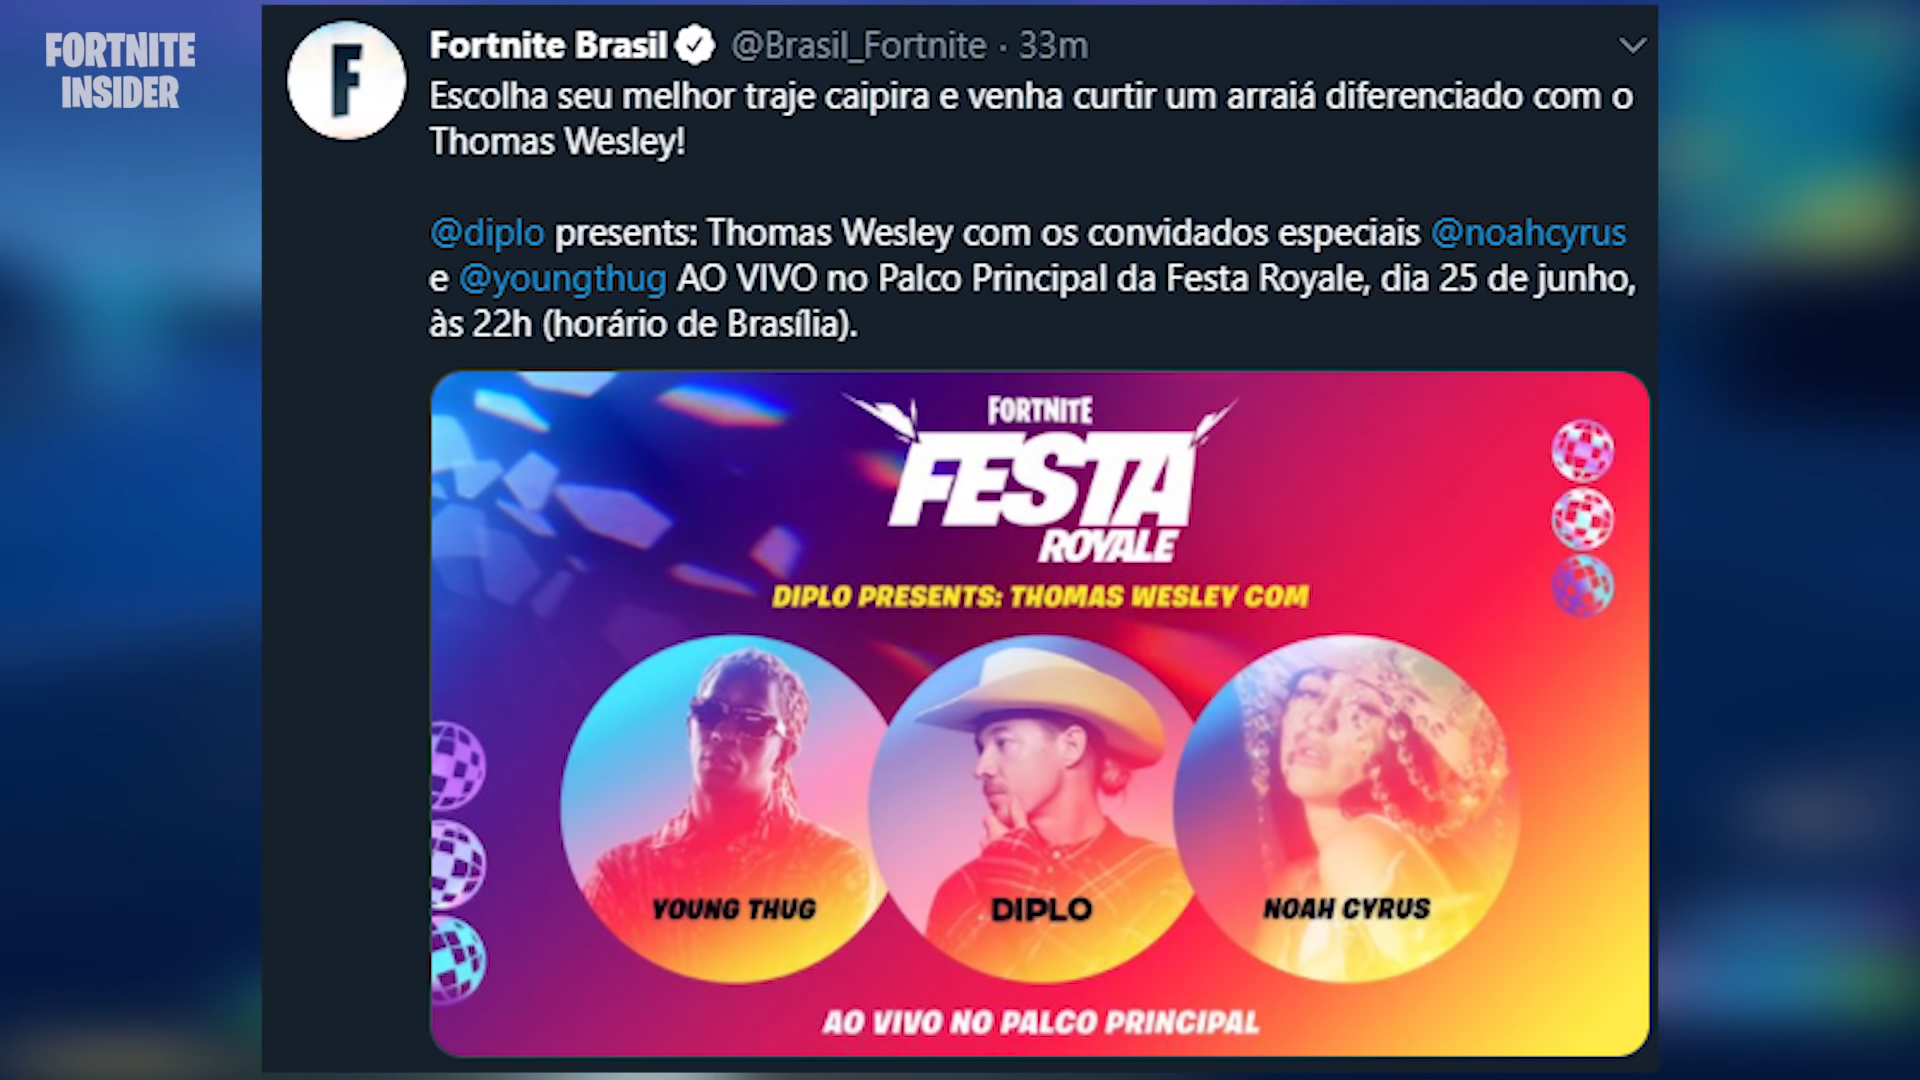 FORTNITE
INSIDER
Fortnite Brasil @Brasil_Fortnite · 33m
Escolha seu melhor traje caipira e venha curtir um arraiá diferenciado com o
Thomas Wesley!
@diplo presents: Thomas Wesley com os convidados especiais @noahcyrus
e @youngthug AO VIVO no Palco Principal da Festa Royale, dia 25 de junho,
às 22h (horário de Brasília).
FORTNITE
FESTA
ROYALE
DIPLO PRESENTS: THOMAS WESLEY COM
YOUNG THUG
DIPLO
NOAH CYRUS
AO VIVO NO PALCO PRINCIPAL